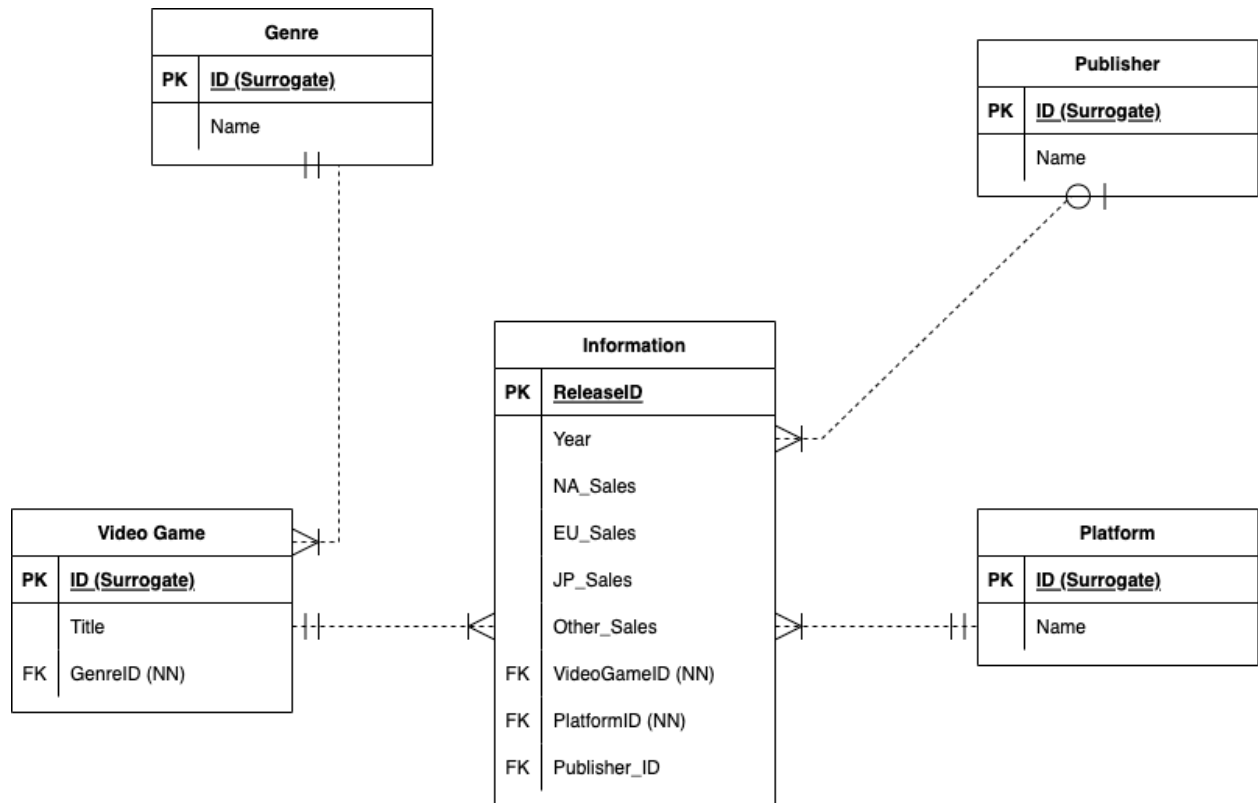 Genre
PK ID (Surrogate)
Name
Publisher
PK ID (Surrogate)
Name
Information
PK ReleaseID
Year
NA_Sales
EU_Sales
JP_Sales
Other_Sales
FK VideoGameID (NN)
FK PlatformID (NN)
FK Publisher_ID
Video Game
PK ID (Surrogate)
Title
FK GenreID (NN)
Platform
PK ID (Surrogate)
Name